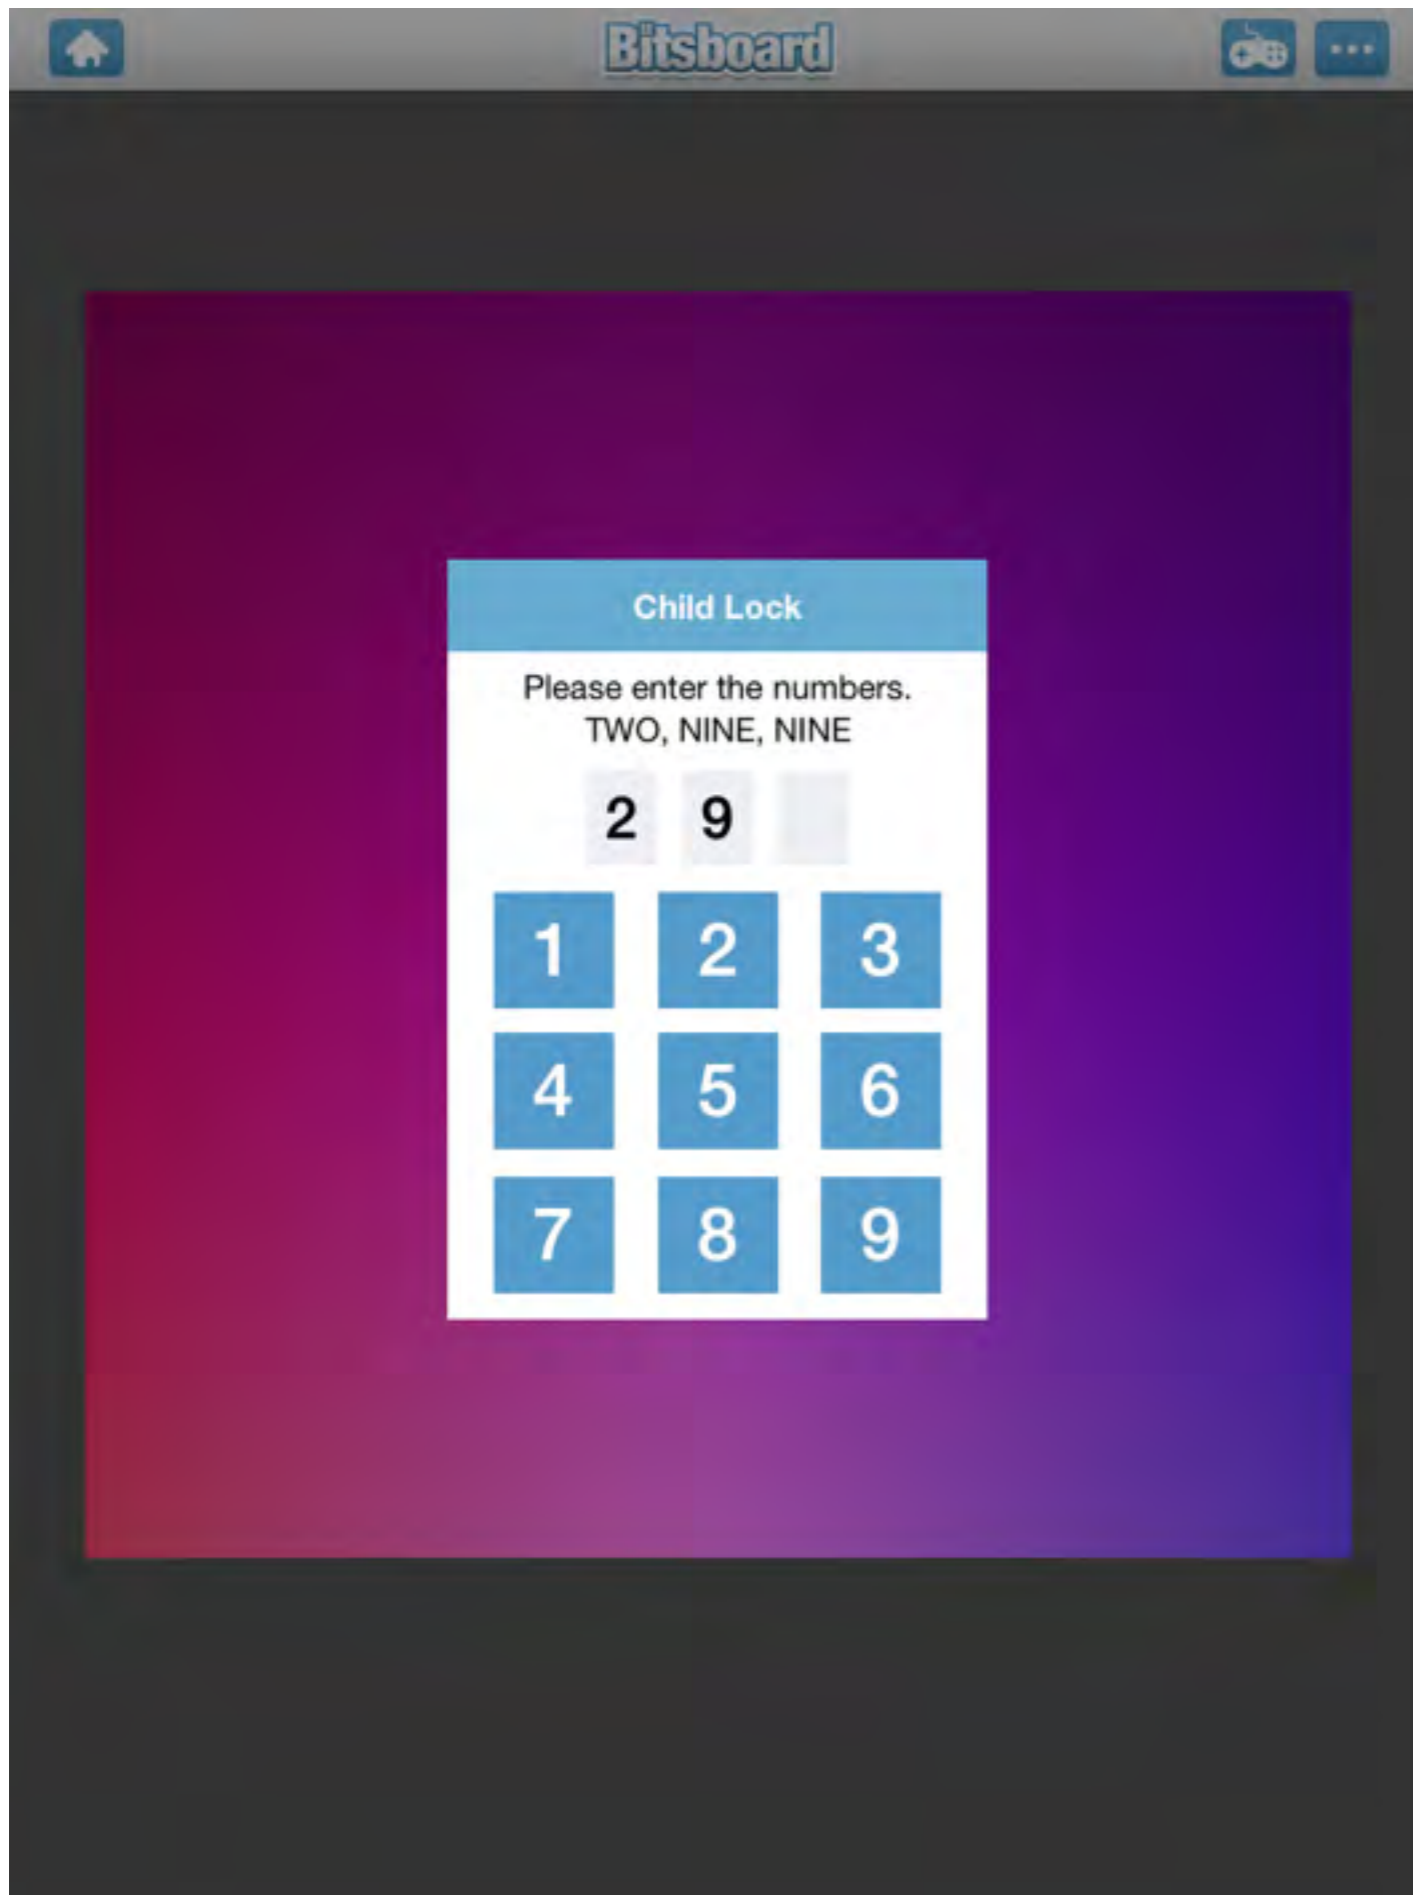 Bitsboard
Child Lock
Please enter the numbers.
TWO, NINE, NINE
2 9
1 2 3
4 5 6
7 8 9